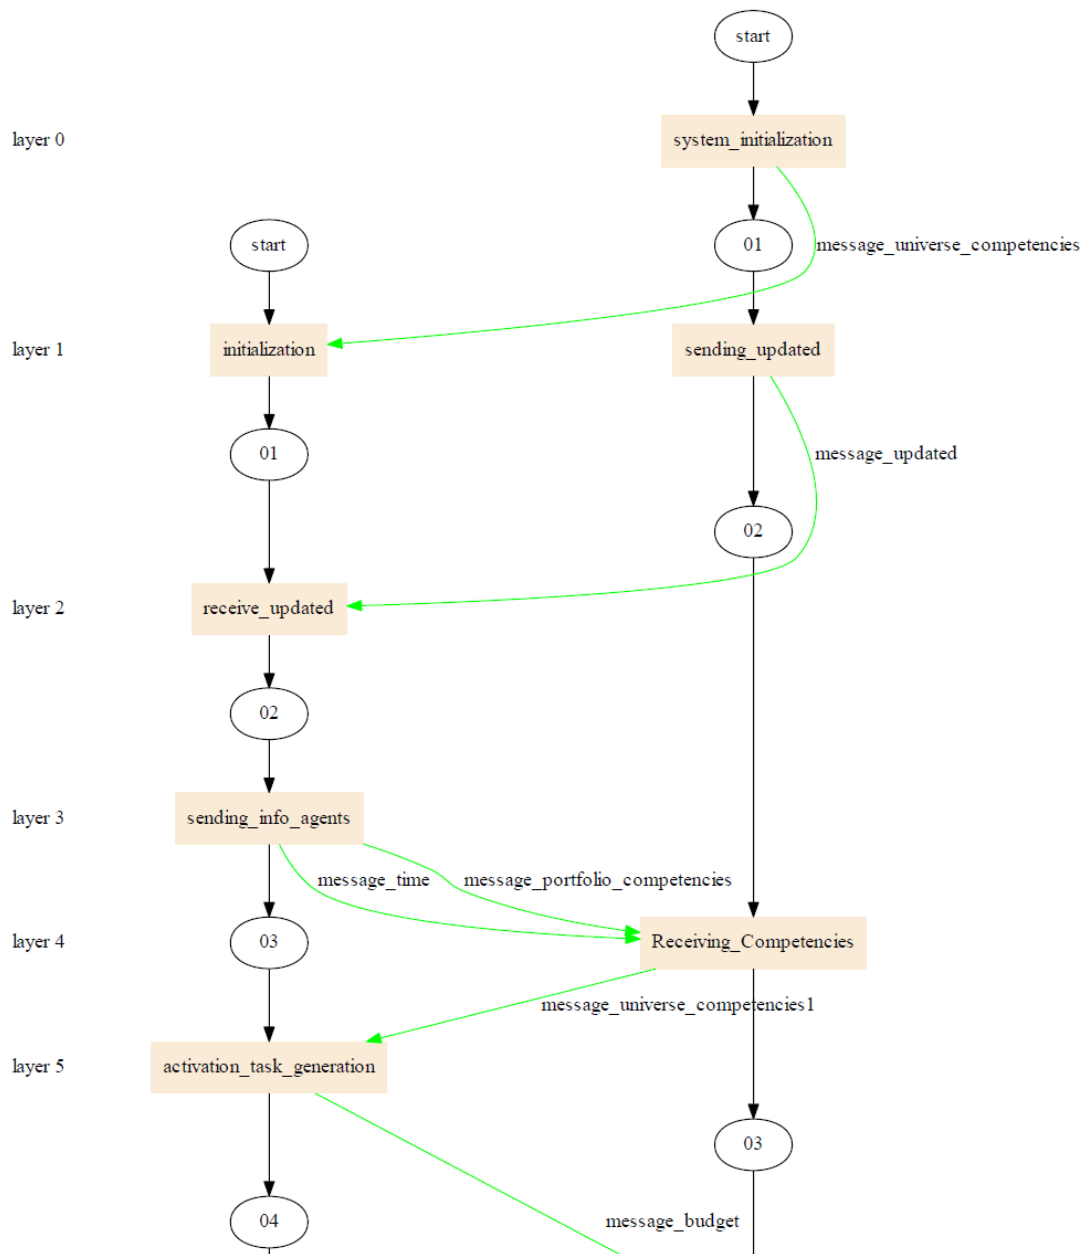 start
layer 0
system_initialization
start
01
message_universe_competencies
layer 1
initialization
sending_updated
01
message_updated
02
layer 2
receive_updated
02
layer 3
sending_info_agents
message_time
message_portfolio_competencies
layer 4
03
Receiving_Competencies
message_universe_competencies1
layer 5
activation_task_generation
03
04
message_budget